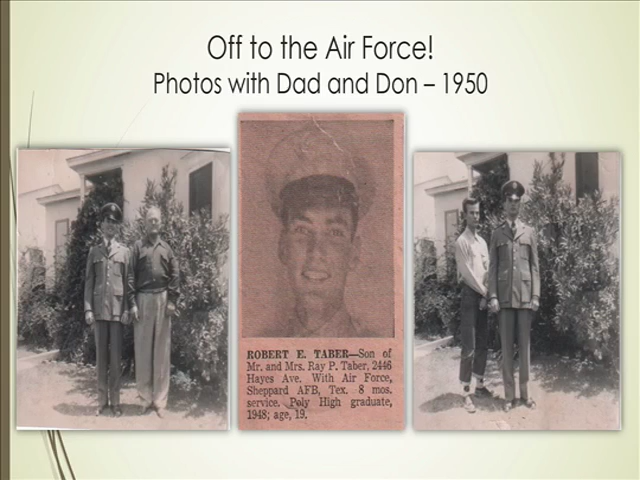 Off to the Air Force!
Photos with Dad and Don – 1950
ROBERT E. TABER—Son of
Mr. and Mrs. Ray P. Taber, 2446
Hayes Ave. With Air Force,
Sheppard AFB, Tex. 8 mos.
service. Poly High graduate,
1948; age, 19.